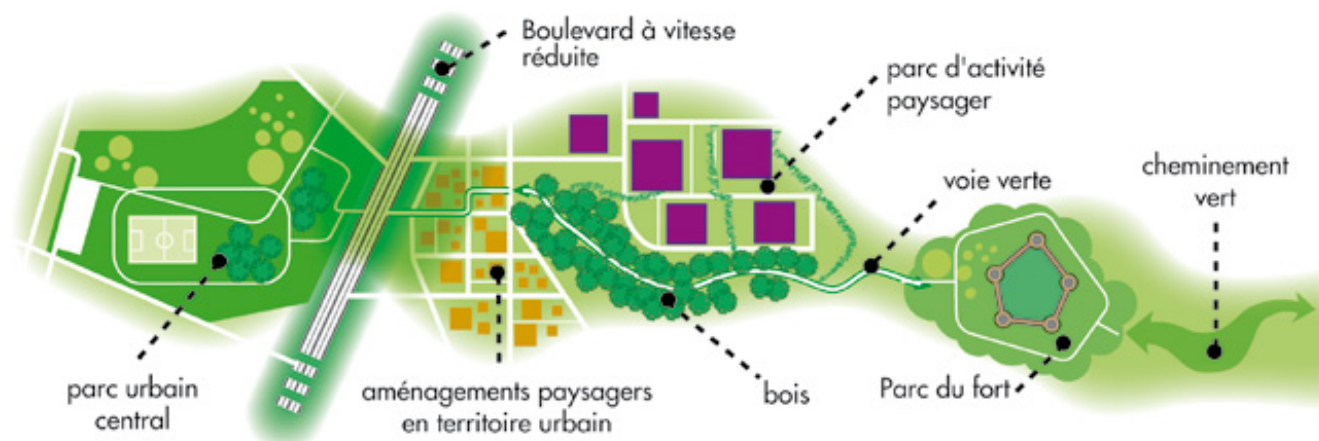 Boulevard à vitesse
réduite
parc d'activité
paysager
voie verte
cheminement
vert
parc urbain
central
aménagements paysagers
en territoire urbain
bois
Parc du fort